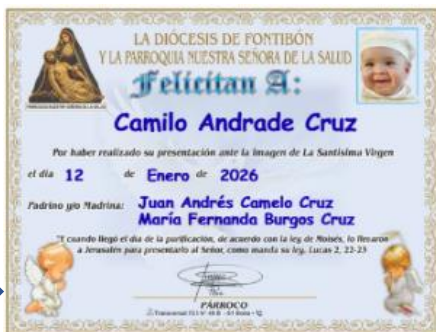 LA DIÓCESIS DE FONTIBÓN
Y LA PARROQUIA NUESTRA SEÑORA DE LA SALUD
Felicitan A:
Camilo Andrade Cruz
Por haber realizado su presentación ante la imagen de La Santísima Virgen
el día 12 de Enero de 2026
Padrino y/o Madrina: Juan Andrés Camelo Cruz
María Fernanda Burgos Cruz
"Y cuando llegó el día de la purificación, de acuerdo con la ley de Moisés, lo llevaron
a Jerusalén para presentarlo al Señor, como manda su ley, Lucas 2, 22-23
PÁRROCO
Transversal